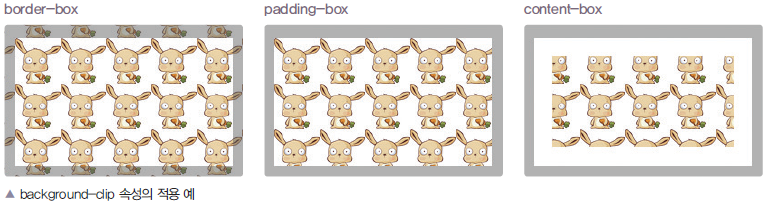 border-box
padding-box
content-box
▲ background-clip 속성의 적용 예